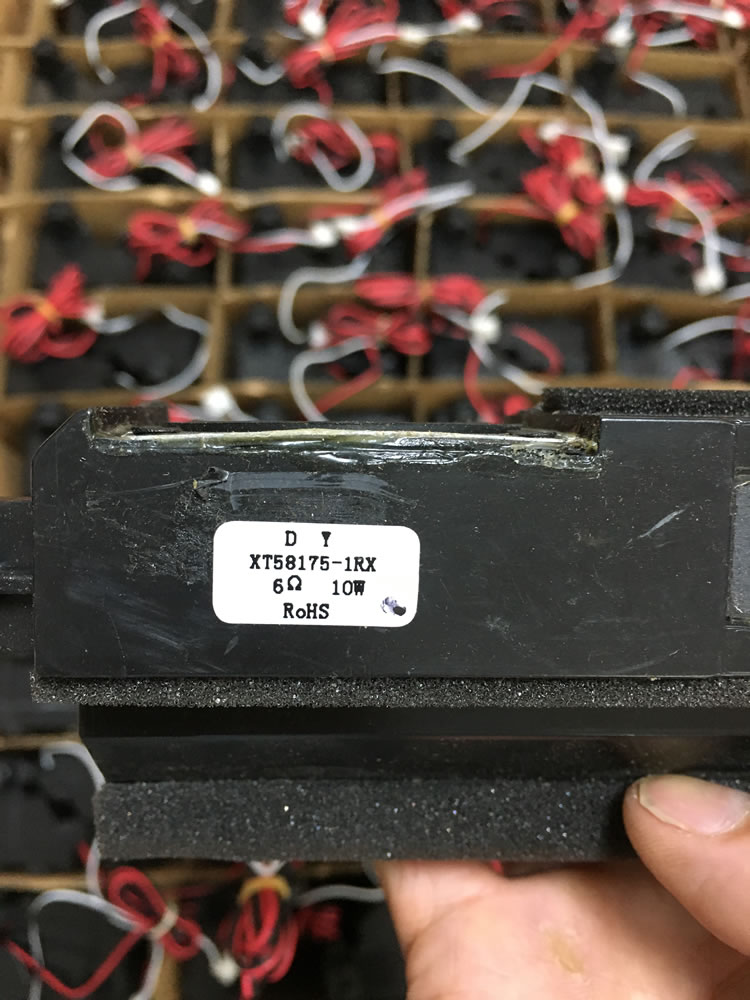 D Y
XT58175-1RX
6Ω 10W
RoHS